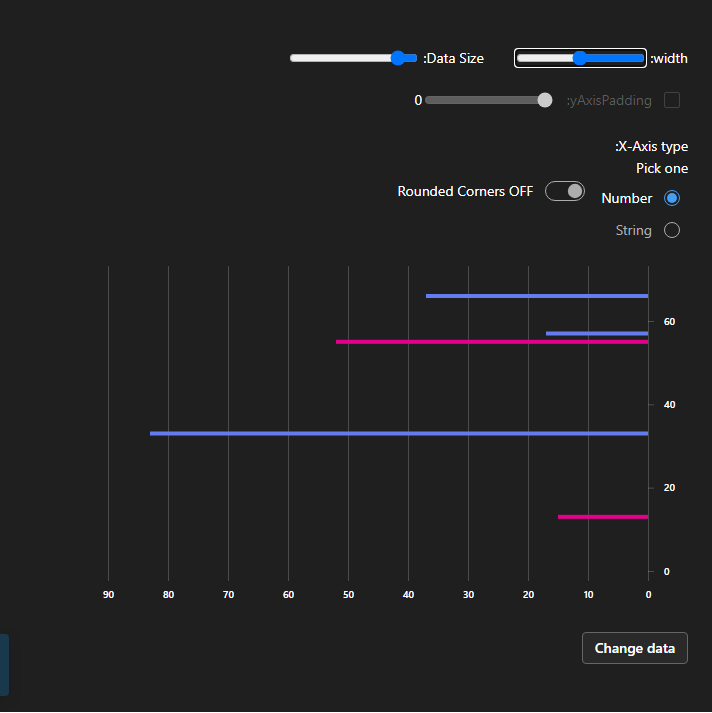 :width
:Data Size
:yAxisPadding
0
:X-Axis type
Pick one
Number
Rounded Corners OFF
String
60
40
20
0
90 80 70 60 50 40 30 20 10 0
Change data